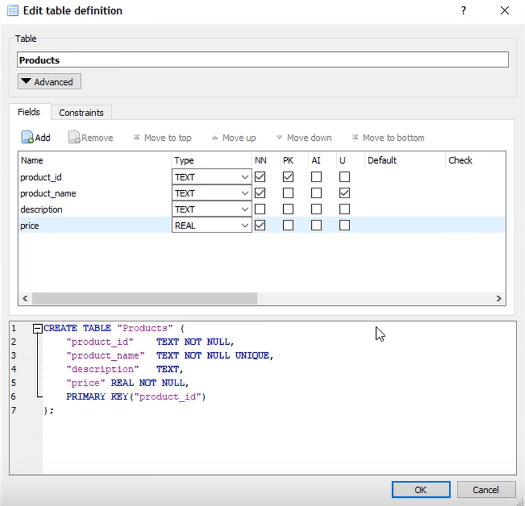 Edit table definition ?
Table
Products
Advanced
Fields Constraints
Add Remove Move to top Move up Move down Move to bottom
Name Type NN PK AI U Default Check
product_id TEXT
product_name TEXT
description TEXT
price REAL
1 CREATE TABLE "Products" (
2 "product_id" TEXT NOT NULL,
3 "product_name" TEXT NOT NULL UNIQUE,
4 "description" TEXT,
5 "price" REAL NOT NULL,
6 PRIMARY KEY("product_id")
7 );
OK Cancel